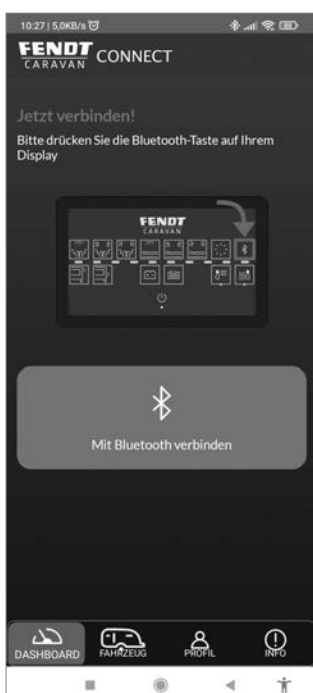 10:27 | 5,0KB/s
FENDT
CARAVAN
CONNECT
Jetzt verbinden!
Bitte drücken Sie die Bluetooth-Taste auf Ihrem
Display
FENDT
CARAVAN
Mit Bluetooth verbinden
DASHBOARD
FAHRZEUG
PROFIL
INFO